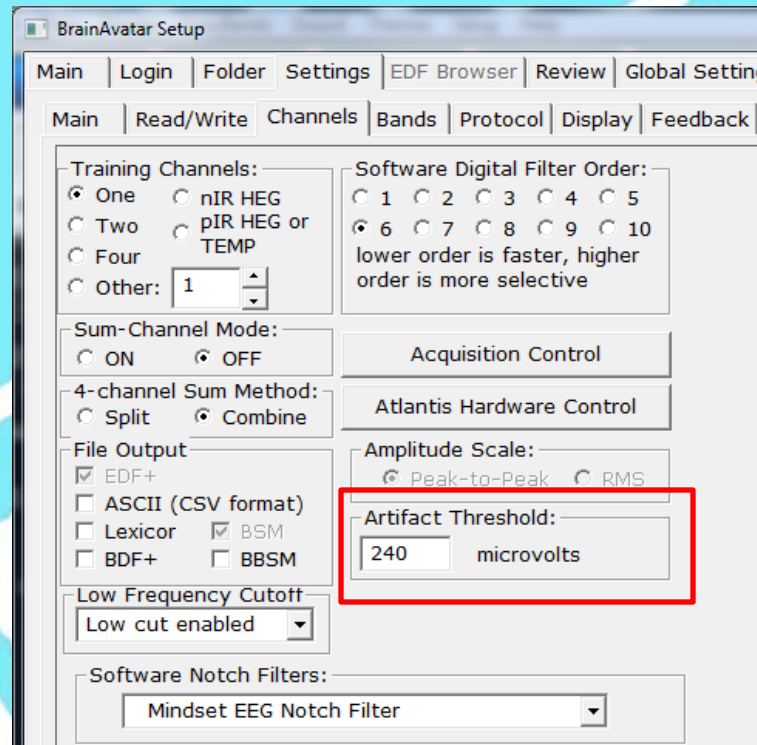 BrainAvatar Setup
Main Login Folder Settings EDF Browser Review Global Settin
Main Read/Write Channels Bands Protocol Display Feedback
Training Channels:
One nIR HEG
Two pIR HEG or
TEMP
Four
Other: 1
Software Digital Filter Order:
1 2 3 4 5
6 7 8 9 10
lower order is faster, higher
order is more selective
Sum-Channel Mode:
ON OFF
Acquisition Control
4-channel Sum Method:
Split Combine
Atlantis Hardware Control
File Output
EDF+
ASCII (CSV format)
Lexicor BSM
BDF+ BBSM
Amplitude Scale:
Peak-to-Peak RMS
Artifact Threshold:
240 microvolts
Low Frequency Cutoff
Low cut enabled
Software Notch Filters:
Mindset EEG Notch Filter